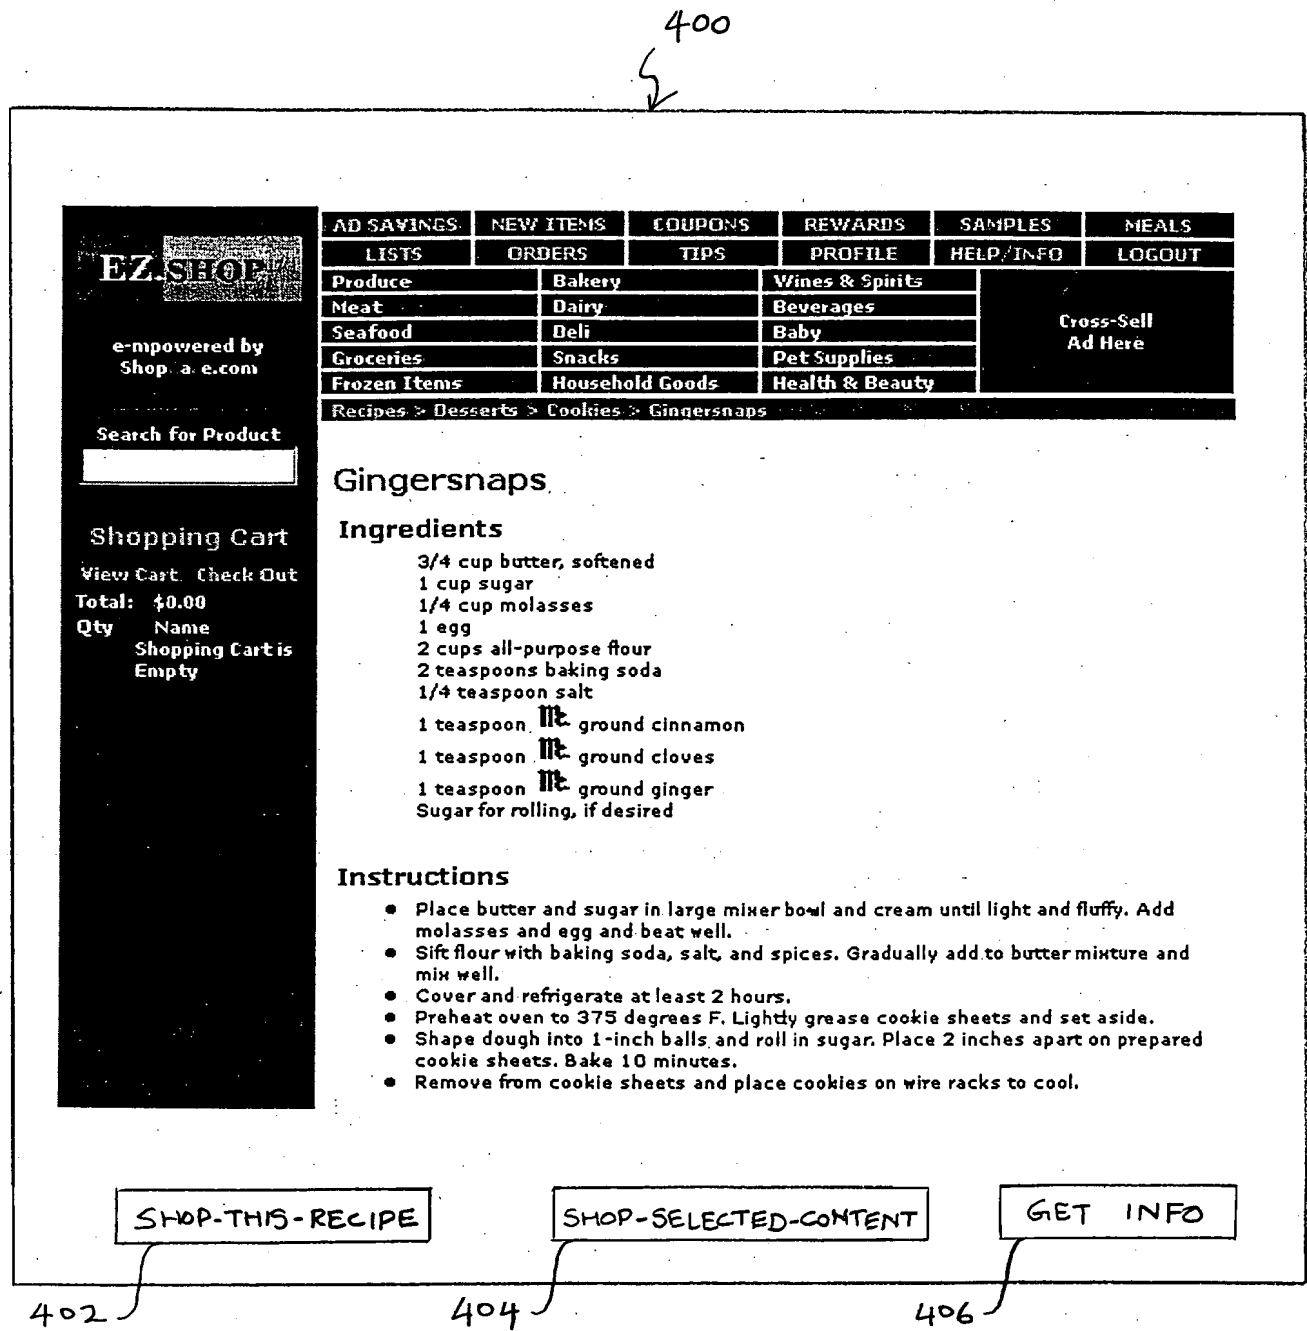 400
AD SAVINGS NEW ITEMS COUPONS REWARDS SAMPLES MEALS
LISTS ORDERS TIPS PROFILE HELP/INFO LOGOUT
EZ.SHOP
Produce Bakery Wines & Spirits
Meat Dairy Beverages
Seafood Deli Baby
Groceries Snacks Pet Supplies
Frozen Items Household Goods Health & Beauty
Cross-Sell
Ad Here
e-mpowered by
Recipes > Desserts > Cookies > Gingersnaps
Search for Product
Shopping Cart
View Cart Check Out
Total: $0.00
Qty Name
Shopping Cart is
Empty
Gingersnaps
Ingredients
3/4 cup butter, softened
1 cup sugar
1/4 cup molasses
1 egg
2 cups all-purpose flour
2 teaspoons baking soda
1/4 teaspoon salt
1 teaspoon Mc ground cinnamon
1 teaspoon Mc ground cloves
1 teaspoon Mc ground ginger
Sugar for rolling, if desired
Instructions
• Place butter and sugar in large mixer bowl and cream until light and fluffy. Add
molasses and egg and beat well.
• Sift flour with baking soda, salt, and spices. Gradually add to butter mixture and
mix well.
• Cover and refrigerate at least 2 hours.
• Preheat oven to 375 degrees F. Lightly grease cookie sheets and set aside.
• Shape dough into 1-inch balls and roll in sugar. Place 2 inches apart on prepared
cookie sheets. Bake 10 minutes.
• Remove from cookie sheets and place cookies on wire racks to cool.
SHOP-THIS-RECIPE
SHOP-SELECTED-CONTENT
GET INFO
402
404
406